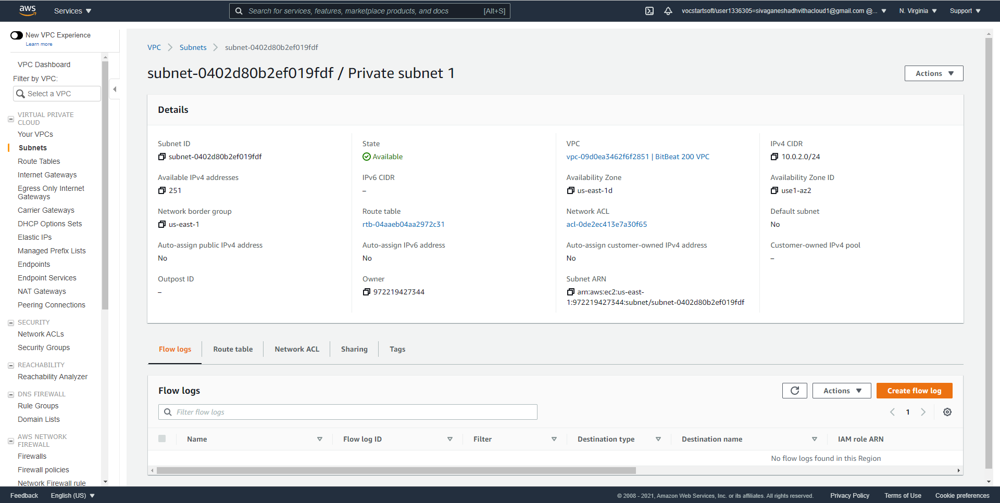 aws Services Search for services, features, marketplace products, and docs [Alt+S] vocstartsoft/user1336305=sivaganeshadhvithacloud1@gmail.com @... N. Virginia Support
New VPC Experience
Learn more
VPC Dashboard
Filter by VPC:
Select a VPC
VIRTUAL PRIVATE
CLOUD
Your VPCs
Subnets
Route Tables
Internet Gateways
Egress Only Internet
Gateways
Carrier Gateways
DHCP Options Sets
Elastic IPs
Managed Prefix Lists
Endpoints
Endpoint Services
NAT Gateways
Peering Connections
SECURITY
Network ACLs
Security Groups
REACHABILITY
Reachability Analyzer
DNS FIREWALL
Rule Groups
Domain Lists
AWS NETWORK
FIREWALL
Firewalls
Firewall policies
Network Firewall rule
VPC Subnets subnet-0402d80b2ef019fdf
subnet-0402d80b2ef019fdf / Private subnet 1 Actions
Details
Subnet ID State VPC IPv4 CIDR
subnet-0402d80b2ef019fdf Available vpc-09d0ea3462f6f2851 | BitBeat 200 VPC 10.0.2.0/24
Available IPv4 addresses IPv6 CIDR Availability Zone Availability Zone ID
251 – us-east-1d use1-az2
Network border group Route table Network ACL Default subnet
us-east-1 rtb-04aaeb04aa2972c31 acl-0de2ec413e7a30f65 No
Auto-assign public IPv4 address Auto-assign IPv6 address Auto-assign customer-owned IPv4 address Customer-owned IPv4 pool
No No No –
Outpost ID Owner Subnet ARN
– 972219427344 arn:aws:ec2:us-east-
1:972219427344:subnet/subnet-0402d80b2ef019fdf
Flow logs Route table Network ACL Sharing Tags
Flow logs Actions Create flow log
Filter flow logs 1
Name Flow log ID Filter Destination type Destination name IAM role ARN
No flow logs found in this Region
Feedback English (US) © 2008 - 2021, Amazon Web Services, Inc. or its affiliates. All rights reserved. Privacy Policy Terms of Use Cookie preferences